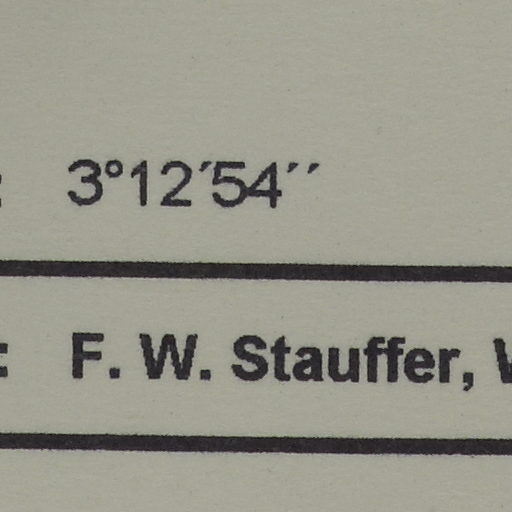 : 3°12′54′′
: F. W. Stauffer,